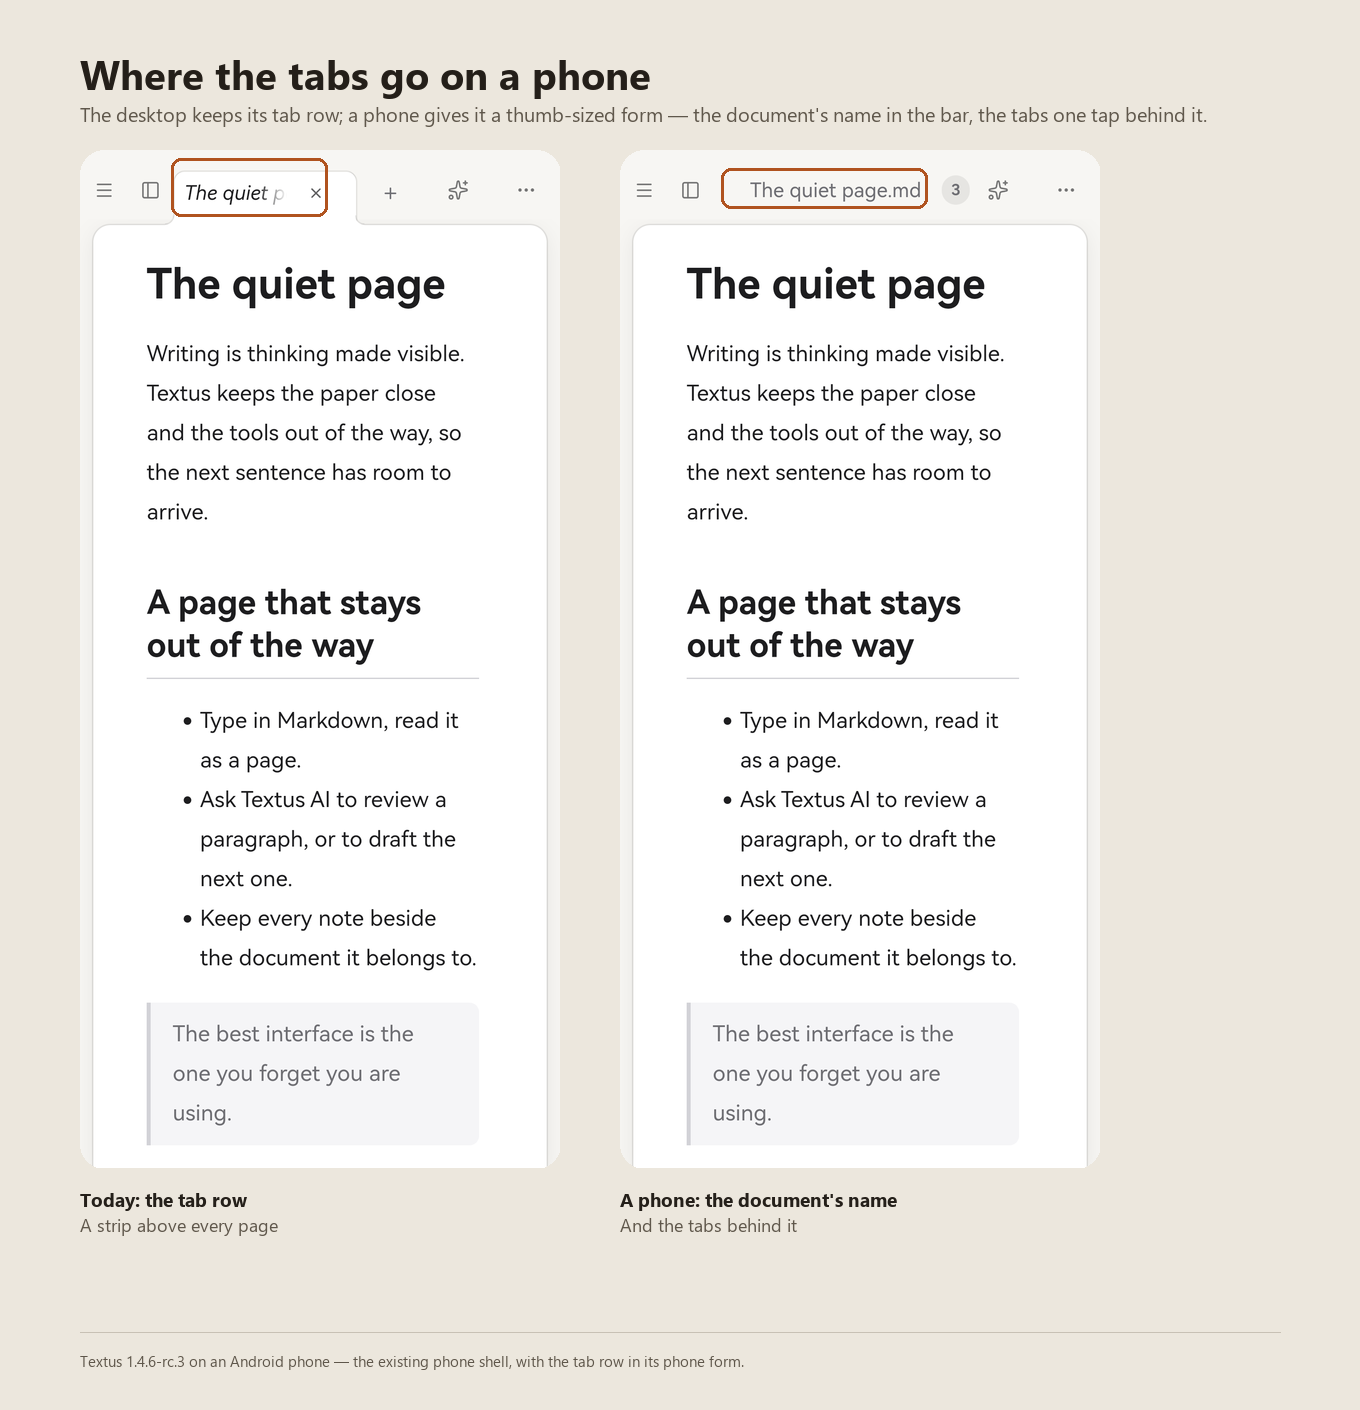 Where the tabs go on a phone
The desktop keeps its tab row; a phone gives it a thumb-sized form — the document's name in the bar, the tabs one tap behind it.
The quiet p
The quiet page
Writing is thinking made visible.
Textus keeps the paper close
and the tools out of the way, so
the next sentence has room to
arrive.
A page that stays
out of the way
• Type in Markdown, read it
as a page.
• Ask Textus AI to review a
paragraph, or to draft the
next one.
• Keep every note beside
the document it belongs to.
The best interface is the
one you forget you are
using.
Today: the tab row
A strip above every page
The quiet page.md 3
The quiet page
Writing is thinking made visible.
Textus keeps the paper close
and the tools out of the way, so
the next sentence has room to
arrive.
A page that stays
out of the way
• Type in Markdown, read it
as a page.
• Ask Textus AI to review a
paragraph, or to draft the
next one.
• Keep every note beside
the document it belongs to.
The best interface is the
one you forget you are
using.
A phone: the document's name
And the tabs behind it
Textus 1.4.6-rc.3 on an Android phone — the existing phone shell, with the tab row in its phone form.